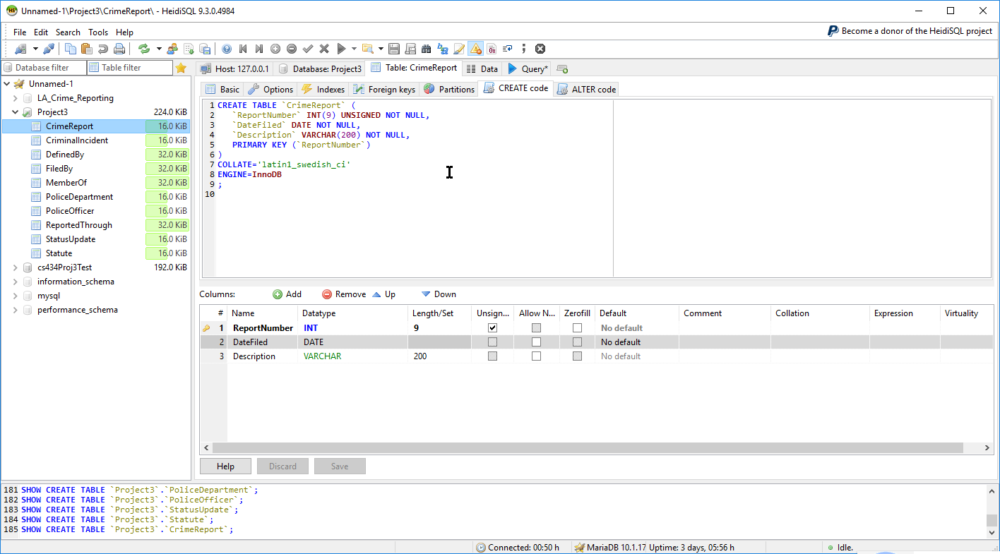 Unnamed-1\Project3\CrimeReport\ - HeidiSQL 9.3.0.4984
File Edit Search Tools Help
Become a donor of the HeidiSQL project
Database filter Table filter
Host: 127.0.0.1 Database: Project3 Table: CrimeReport Data Query*
Unnamed-1
LA_Crime_Reporting
Project3 224.0 KiB
CrimeReport 16.0 KiB
CriminalIncident 16.0 KiB
DefinedBy 32.0 KiB
FiledBy 32.0 KiB
MemberOf 32.0 KiB
PoliceDepartment 16.0 KiB
PoliceOfficer 16.0 KiB
ReportedThrough 32.0 KiB
StatusUpdate 16.0 KiB
Statute 16.0 KiB
cs434Proj3Test 192.0 KiB
information_schema
mysql
performance_schema
Basic Options Indexes Foreign keys Partitions CREATE code ALTER code
1 CREATE TABLE `CrimeReport` (
2 `ReportNumber` INT(9) UNSIGNED NOT NULL,
3 `DateFiled` DATE NOT NULL,
4 `Description` VARCHAR(200) NOT NULL,
5 PRIMARY KEY (`ReportNumber`)
6 )
7 COLLATE='latin1_swedish_ci'
8 ENGINE=InnoDB
9 ;
10
Columns: Add Remove Up Down
# Name Datatype Length/Set Unsign... Allow N... Zerofill Default Comment Collation Expression Virtuality
1 ReportNumber INT 9 No default
2 DateFiled DATE No default
3 Description VARCHAR 200 No default
Help Discard Save
181 SHOW CREATE TABLE `Project3`.`PoliceDepartment`;
182 SHOW CREATE TABLE `Project3`.`PoliceOfficer`;
183 SHOW CREATE TABLE `Project3`.`StatusUpdate`;
184 SHOW CREATE TABLE `Project3`.`Statute`;
185 SHOW CREATE TABLE `Project3`.`CrimeReport`;
Connected: 00:50 h MariaDB 10.1.17 Uptime: 3 days, 05:56 h Idle.